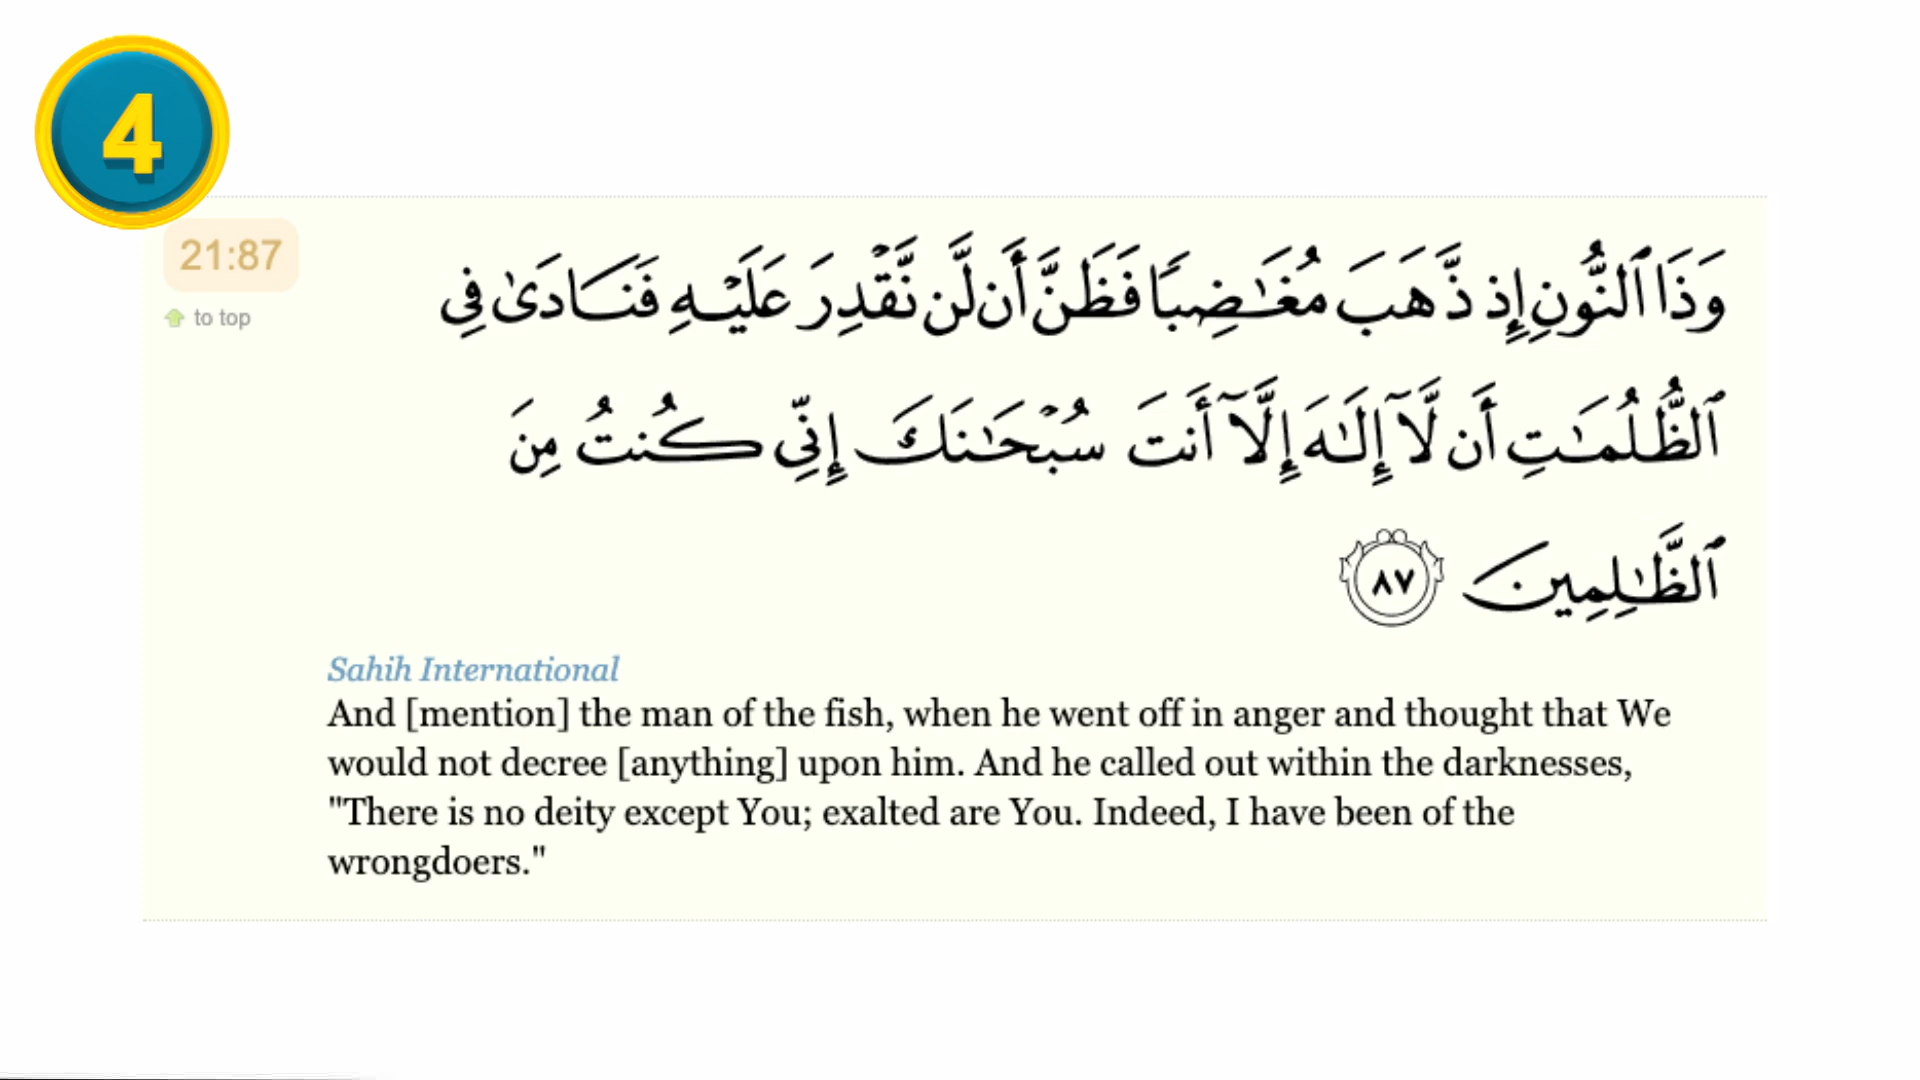 4
21:87
to top
وَذَا ٱلنُّونِ إِذ ذَّهَبَ مُغَـٰضِبًا فَظَنَّ أَن لَّن نَّقْدِرَ عَلَيْهِ فَنَادَىٰ فِى
ٱلظُّلُمَـٰتِ أَن لَّآ إِلَـٰهَ إِلَّآ أَنتَ سُبْحَـٰنَكَ إِنِّى كُنتُ مِنَ
ٱلظَّـٰلِمِينَ ٨٧
Sahih International
And [mention] the man of the fish, when he went off in anger and thought that We
would not decree [anything] upon him. And he called out within the darknesses,
"There is no deity except You; exalted are You. Indeed, I have been of the
wrongdoers."